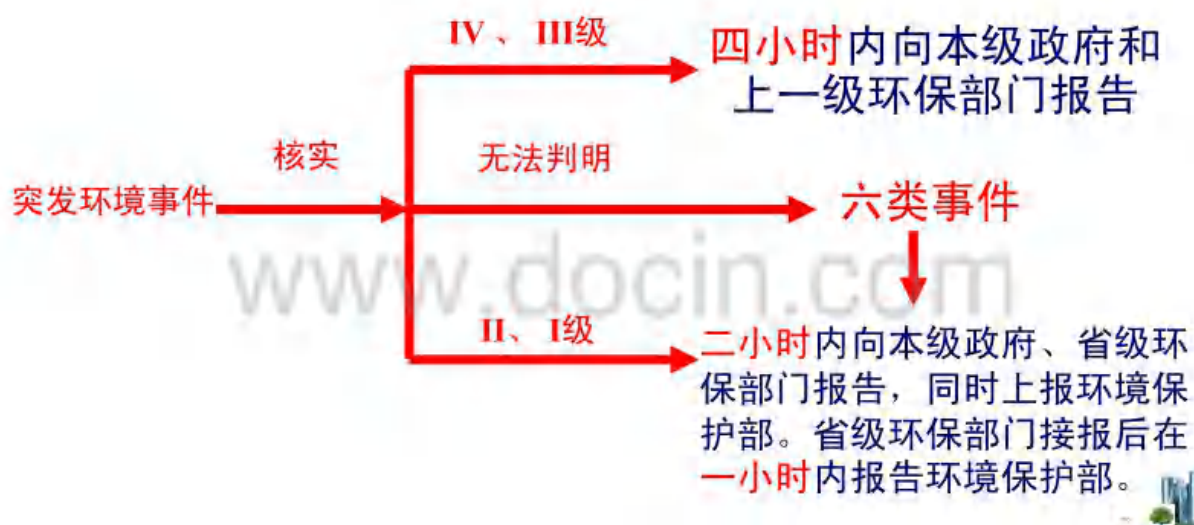 IV 、 III级
四小时内向本级政府和
上一级环保部门报告
核实
无法判明
突发环境事件
六类事件
www.docin.com
II、 I级
二小时内向本级政府、省级环
保部门报告，同时上报环境保
护部。省级环保部门接报后在
一小时内报告环境保护部。